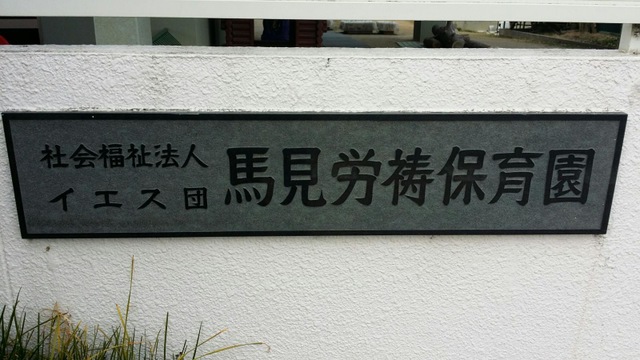 社会福祉法人
イエス団
馬見労祷保育園